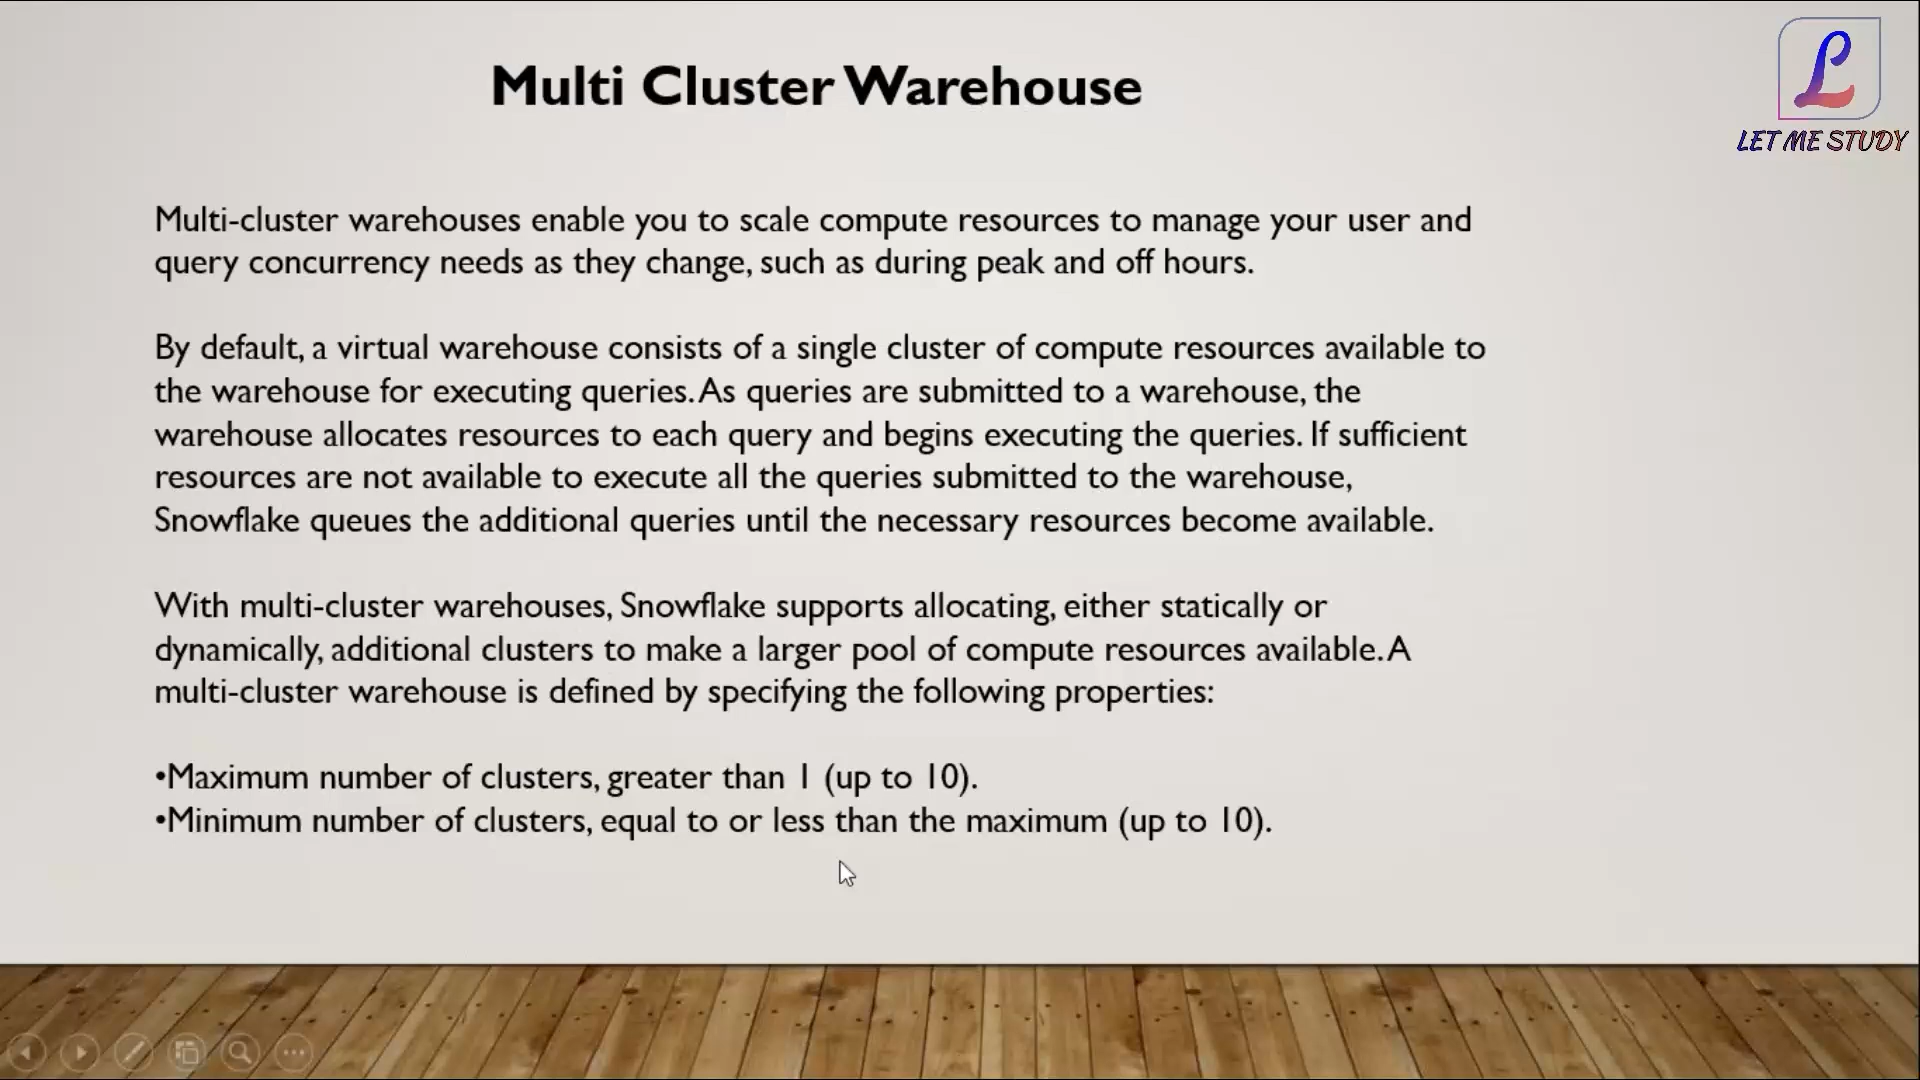 Multi Cluster Warehouse
L
LET ME STUDY
Multi-cluster warehouses enable you to scale compute resources to manage your user and
query concurrency needs as they change, such as during peak and off hours.
By default, a virtual warehouse consists of a single cluster of compute resources available to
the warehouse for executing queries. As queries are submitted to a warehouse, the
warehouse allocates resources to each query and begins executing the queries. If sufficient
resources are not available to execute all the queries submitted to the warehouse,
Snowflake queues the additional queries until the necessary resources become available.
With multi-cluster warehouses, Snowflake supports allocating, either statically or
dynamically, additional clusters to make a larger pool of compute resources available. A
multi-cluster warehouse is defined by specifying the following properties:
•Maximum number of clusters, greater than 1 (up to 10).
•Minimum number of clusters, equal to or less than the maximum (up to 10).